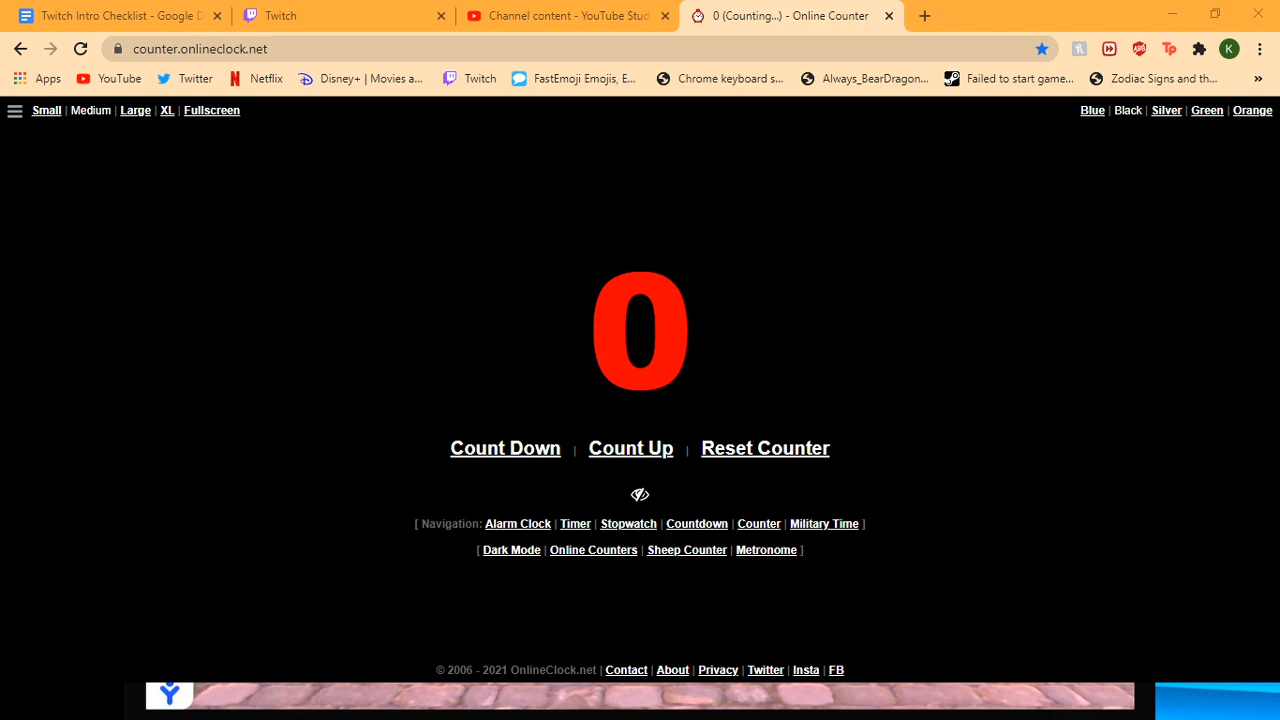 Twitch Intro Checklist - Google D
Twitch
Channel content - YouTube Stud
0 (Counting...) - Online Counter
counter.onlineclock.net
K
Apps
YouTube
Twitter
Netflix
Disney+ | Movies a...
Twitch
FastEmoji Emojis, E...
Chrome keyboard s...
Always_BearDragon...
Failed to start game...
Zodiac Signs and th...
»
Small | Medium | Large | XL | Fullscreen
Blue | Black | Silver | Green | Orange
0
Count Down | Count Up | Reset Counter
[ Navigation: Alarm Clock | Timer | Stopwatch | Countdown | Counter | Military Time ]
[ Dark Mode | Online Counters | Sheep Counter | Metronome ]
© 2006 - 2021 OnlineClock.net | Contact | About | Privacy | Twitter | Insta | FB